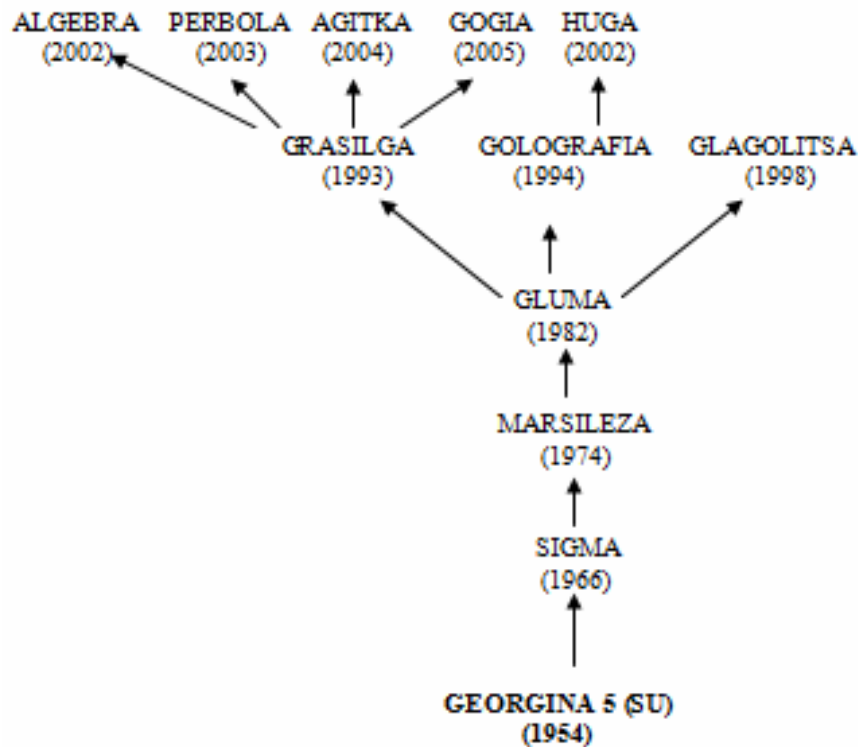 ALGEBRA PERBOLA AGITKA GOGIA HUGA
(2002) (2003) (2004) (2005) (2002)
GRASILGA GOLOGRAFIA GLAGOLITSA
(1993) (1994) (1998)
GLUMA
(1982)
MARSILEZA
(1974)
SIGMA
(1966)
GEORGINA 5 (SU)
(1954)